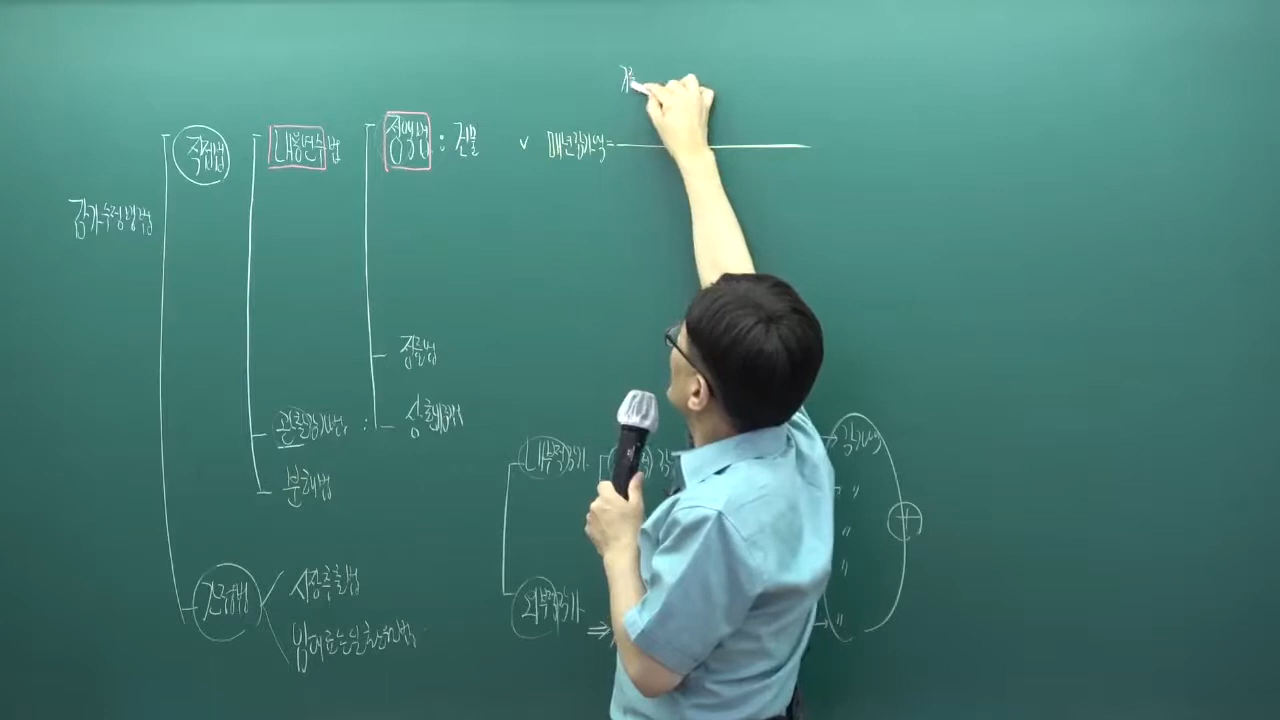 감가수정방법
직접법
내용연수법
정액법 : 건물
정률법
상환기금법
관찰감가법 :
분해법
간접법
시장추출법
임대료손실환원법
∨ 매년감가액 =
내부적감가
외부적감가 ⇒
감가액
〃
〃
〃
〃
+